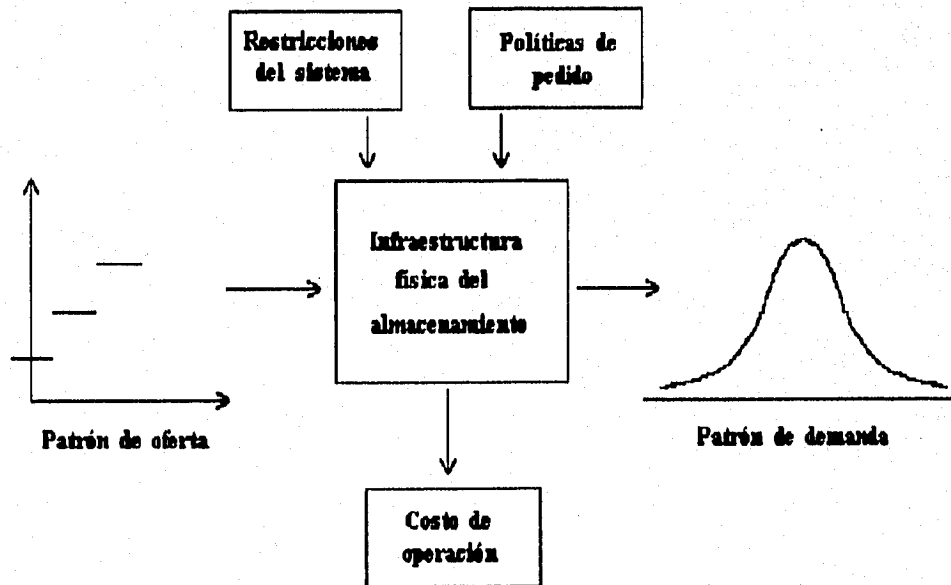 Restricciones
del sistema
Políticas de
pedido
Infraestructura
física del
almacenamiento
Patrón de oferta
Patrón de demanda
Costo de
operación